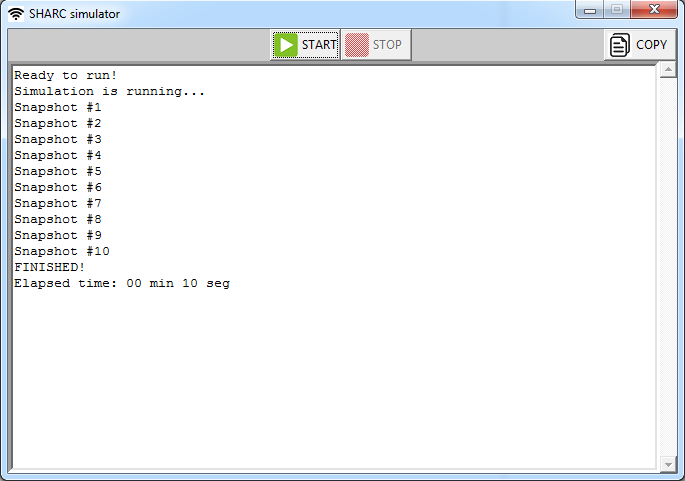 SHARC simulator
START STOP COPY
Ready to run!
Simulation is running...
Snapshot #1
Snapshot #2
Snapshot #3
Snapshot #4
Snapshot #5
Snapshot #6
Snapshot #7
Snapshot #8
Snapshot #9
Snapshot #10
FINISHED!
Elapsed time: 00 min 10 seg